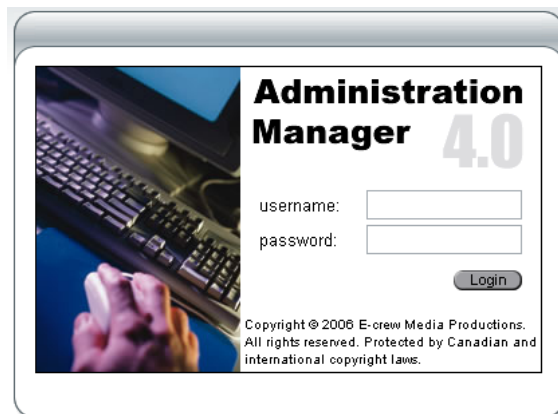 Administration
Manager 4.0
username:
password:
Login
Copyright © 2006 E-crew Media Productions.
All rights reserved. Protected by Canadian and
international copyright laws.